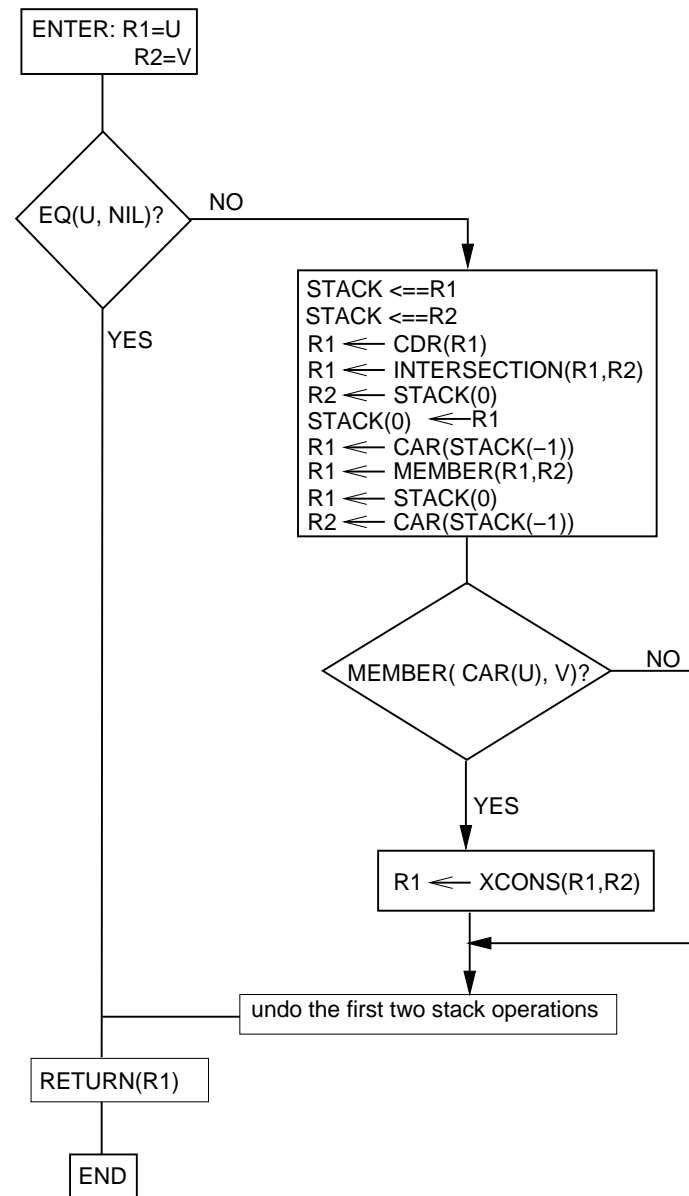 ENTER: R1=U
R2=V
EQ(U, NIL)?
NO
YES
STACK <==R1
STACK <==R2
R1 ← CDR(R1)
R1 ← INTERSECTION(R1,R2)
R2 ← STACK(0)
STACK(0) ← R1
R1 ← CAR(STACK(−1))
R1 ← MEMBER(R1,R2)
R1 ← STACK(0)
R2 ← CAR(STACK(−1))
MEMBER( CAR(U), V)?
NO
YES
R1 ← XCONS(R1,R2)
undo the first two stack operations
RETURN(R1)
END